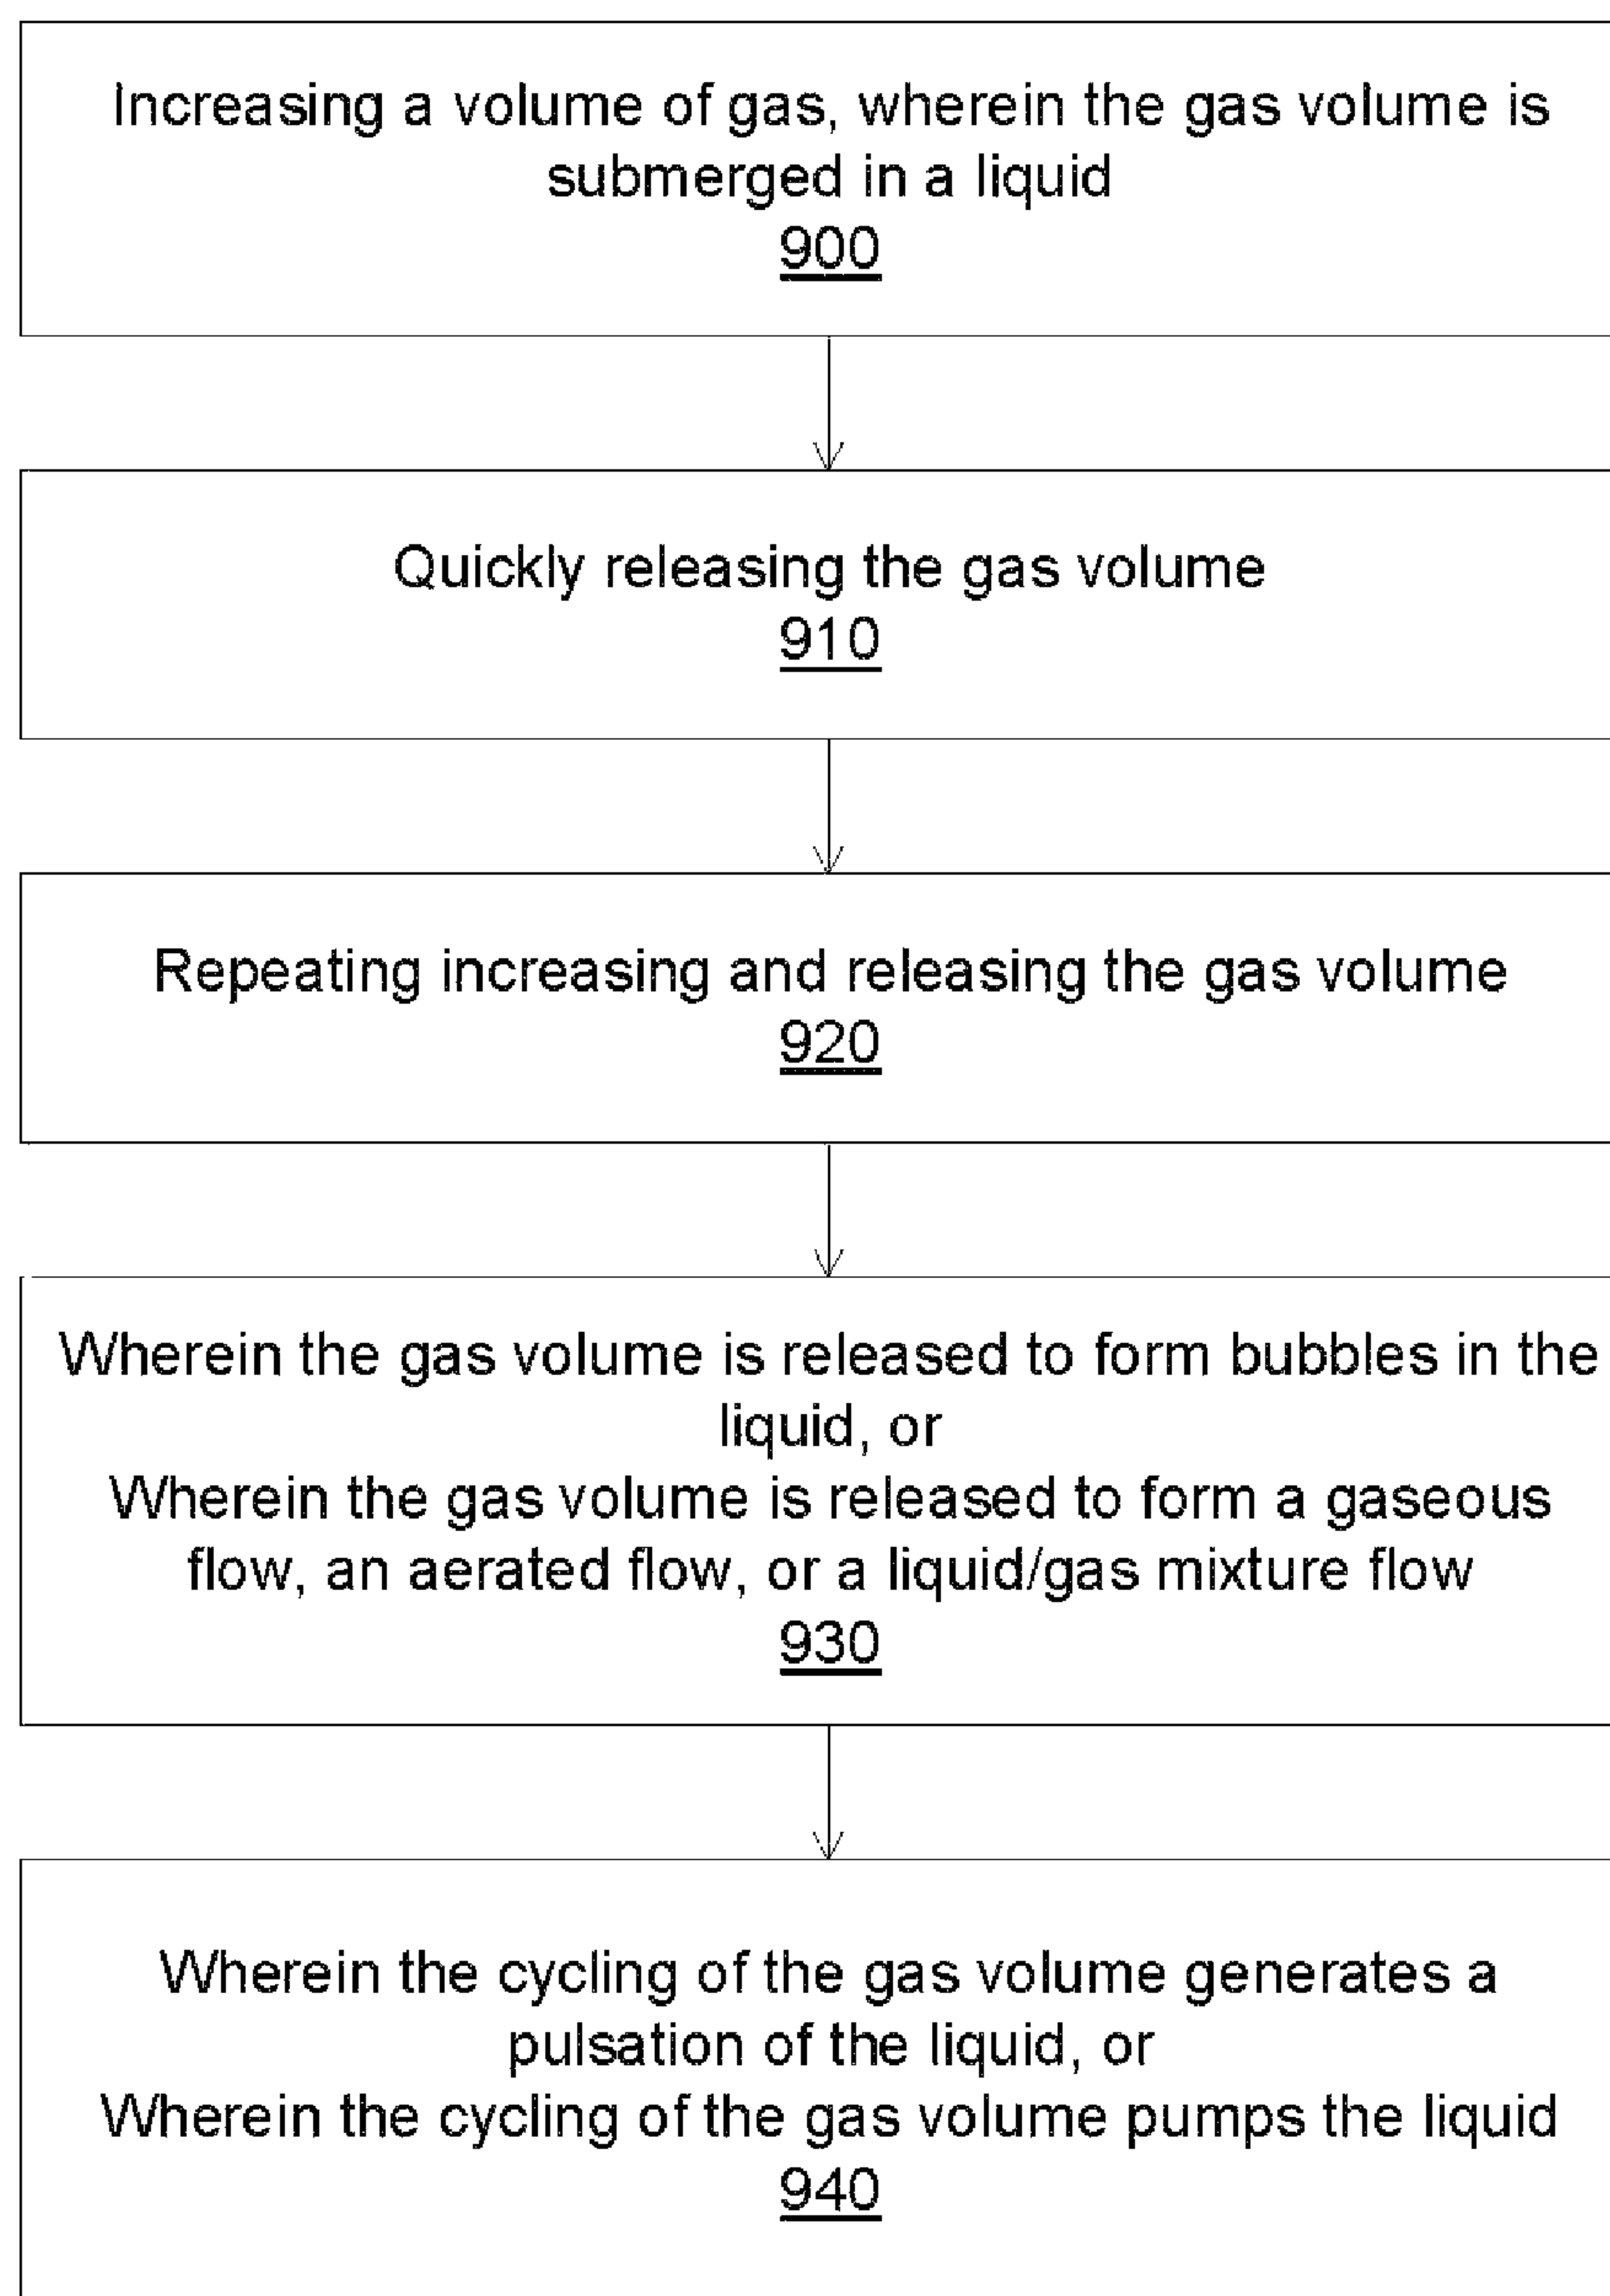 Increasing a volume of gas, wherein the gas volume is
submerged in a liquid
900
Quickly releasing the gas volume
910
Repeating increasing and releasing the gas volume
920
Wherein the gas volume is released to form bubbles in the
liquid, or
Wherein the gas volume is released to form a gaseous
flow, an aerated flow, or a liquid/gas mixture flow
930
Wherein the cycling of the gas volume generates a
pulsation of the liquid, or
Wherein the cycling of the gas volume pumps the liquid
940